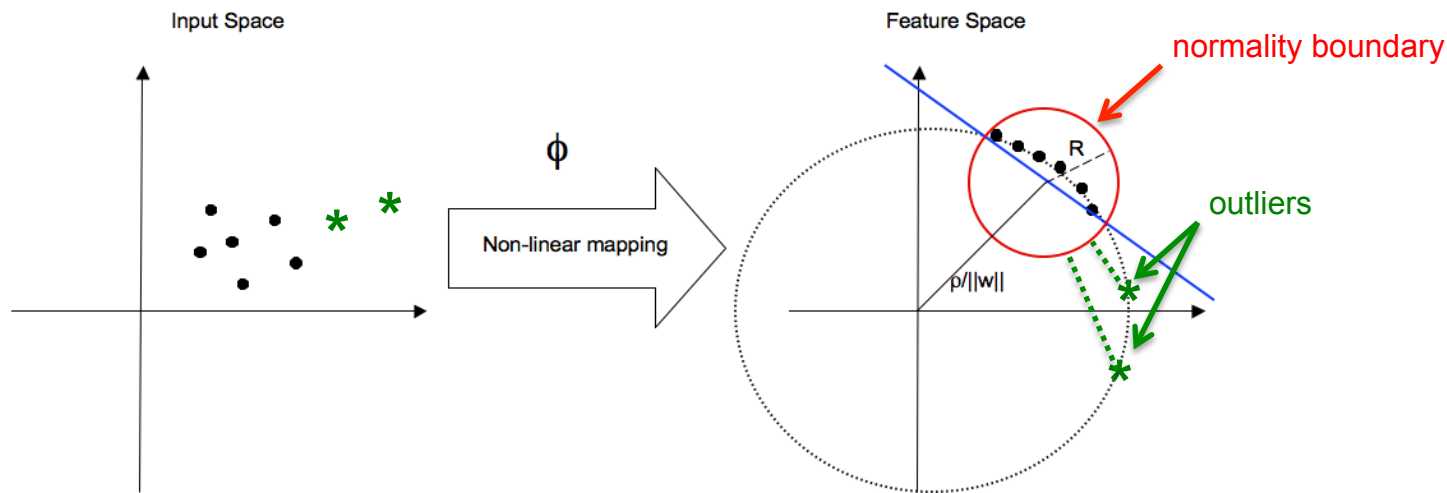 Input Space
Feature Space
normality boundary
ϕ
R
outliers
Non-linear mapping
ρ/||w||